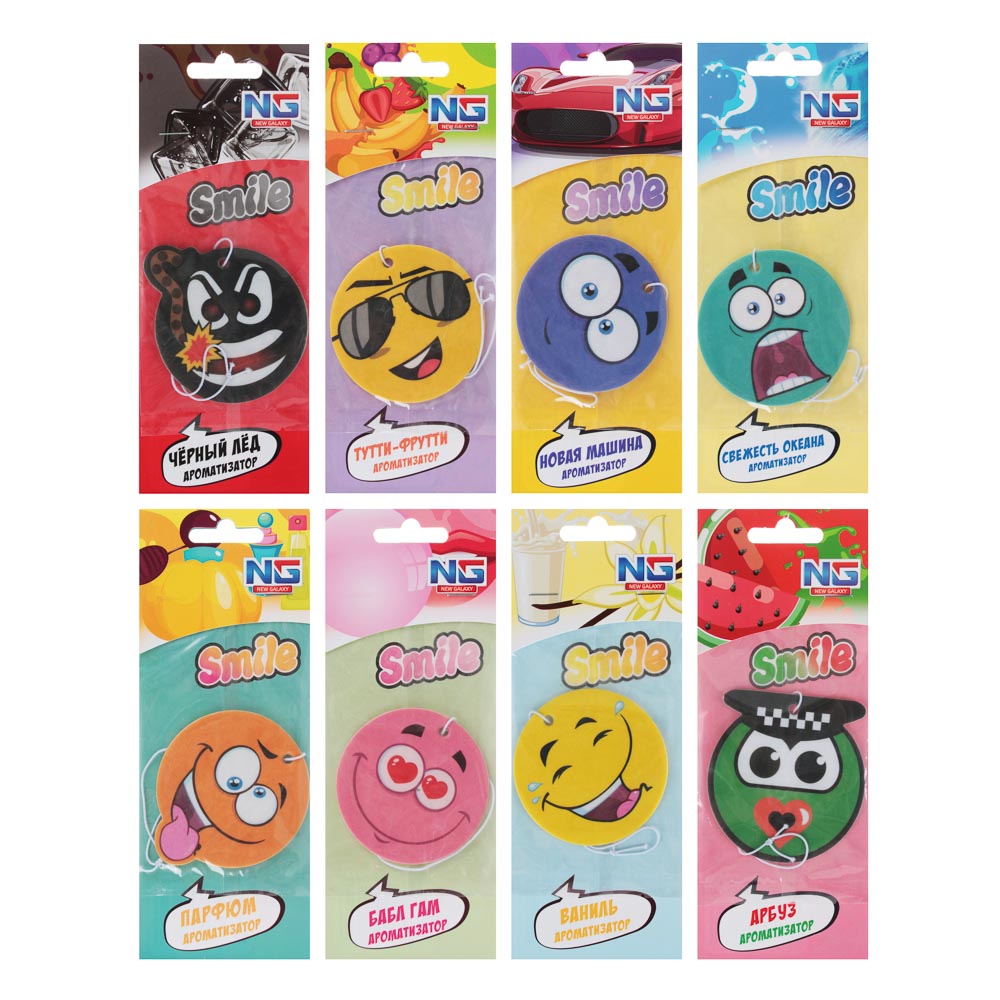 NG
NEW GALAXY
Smile
ЧЁРНЫЙ ЛЁД
АРОМАТИЗАТОР
NG
NEW GALAXY
Smile
ТУТТИ-ФРУТТИ
АРОМАТИЗАТОР
NG
NEW GALAXY
Smile
НОВАЯ МАШИНА
АРОМАТИЗАТОР
NG
NEW GALAXY
Smile
СВЕЖЕСТЬ ОКЕАНА
АРОМАТИЗАТОР
NG
NEW GALAXY
Smile
ПАРФЮМ
АРОМАТИЗАТОР
NG
NEW GALAXY
Smile
БАБЛ ГАМ
АРОМАТИЗАТОР
NG
NEW GALAXY
Smile
ВАНИЛЬ
АРОМАТИЗАТОР
NG
NEW GALAXY
Smile
АРБУЗ
АРОМАТИЗАТОР